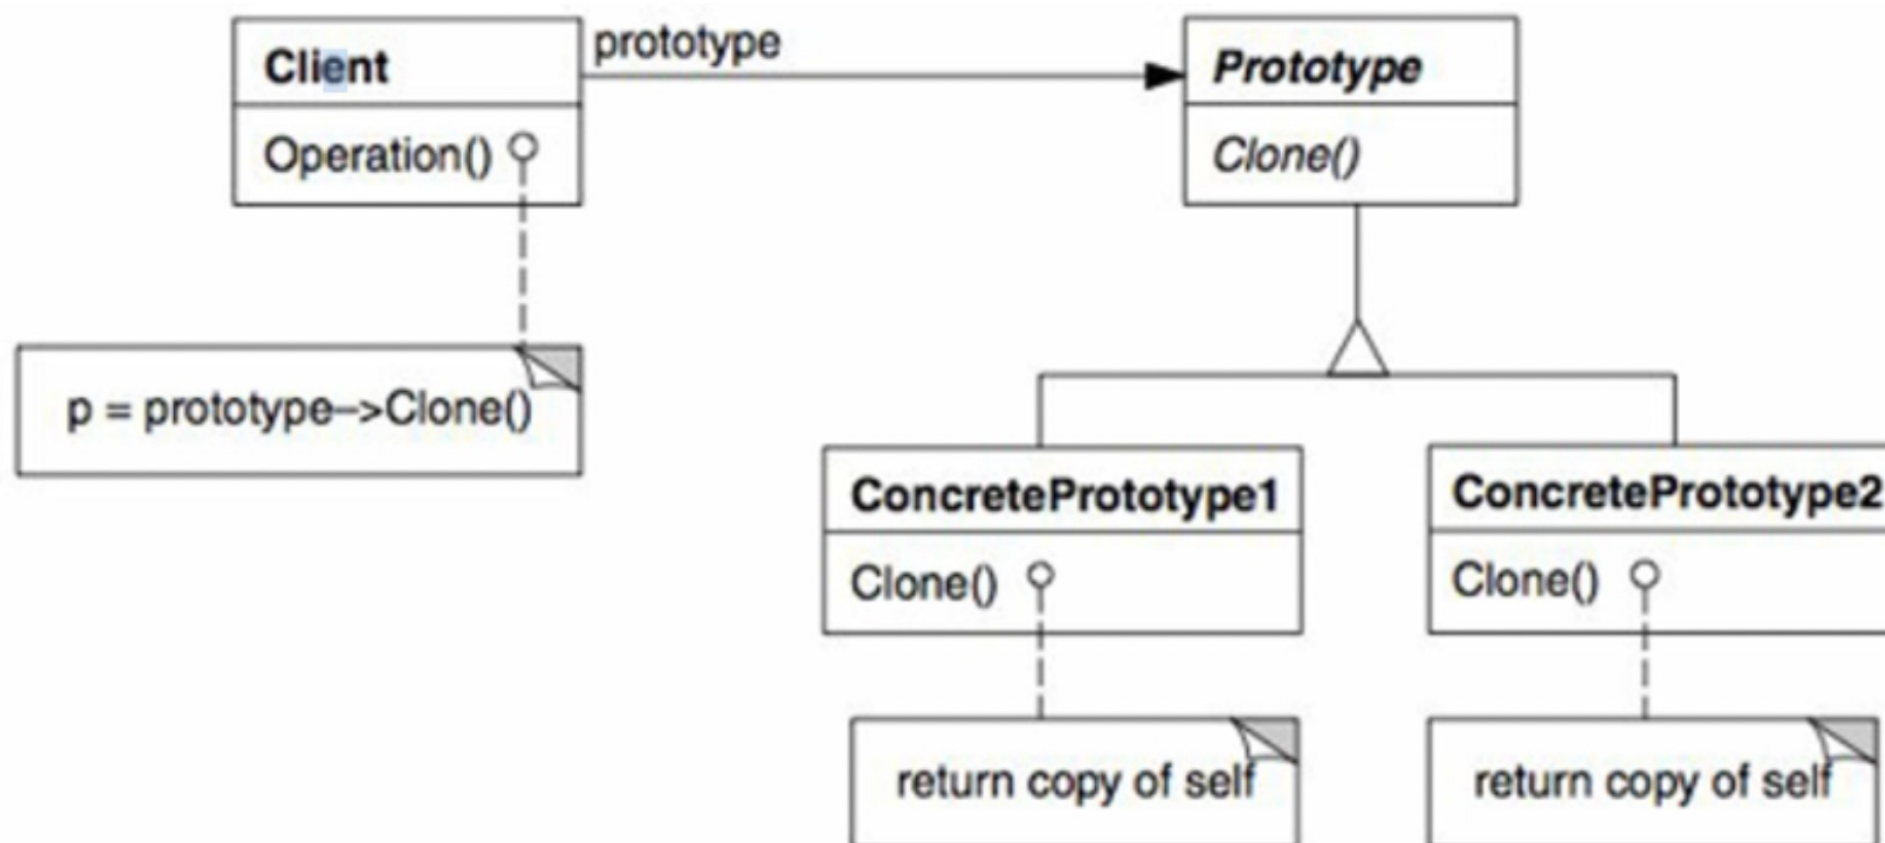 Client
prototype
Prototype
Operation()
Clone()
p = prototype–>Clone()
ConcretePrototype1
ConcretePrototype2
Clone()
Clone()
return copy of self
return copy of self